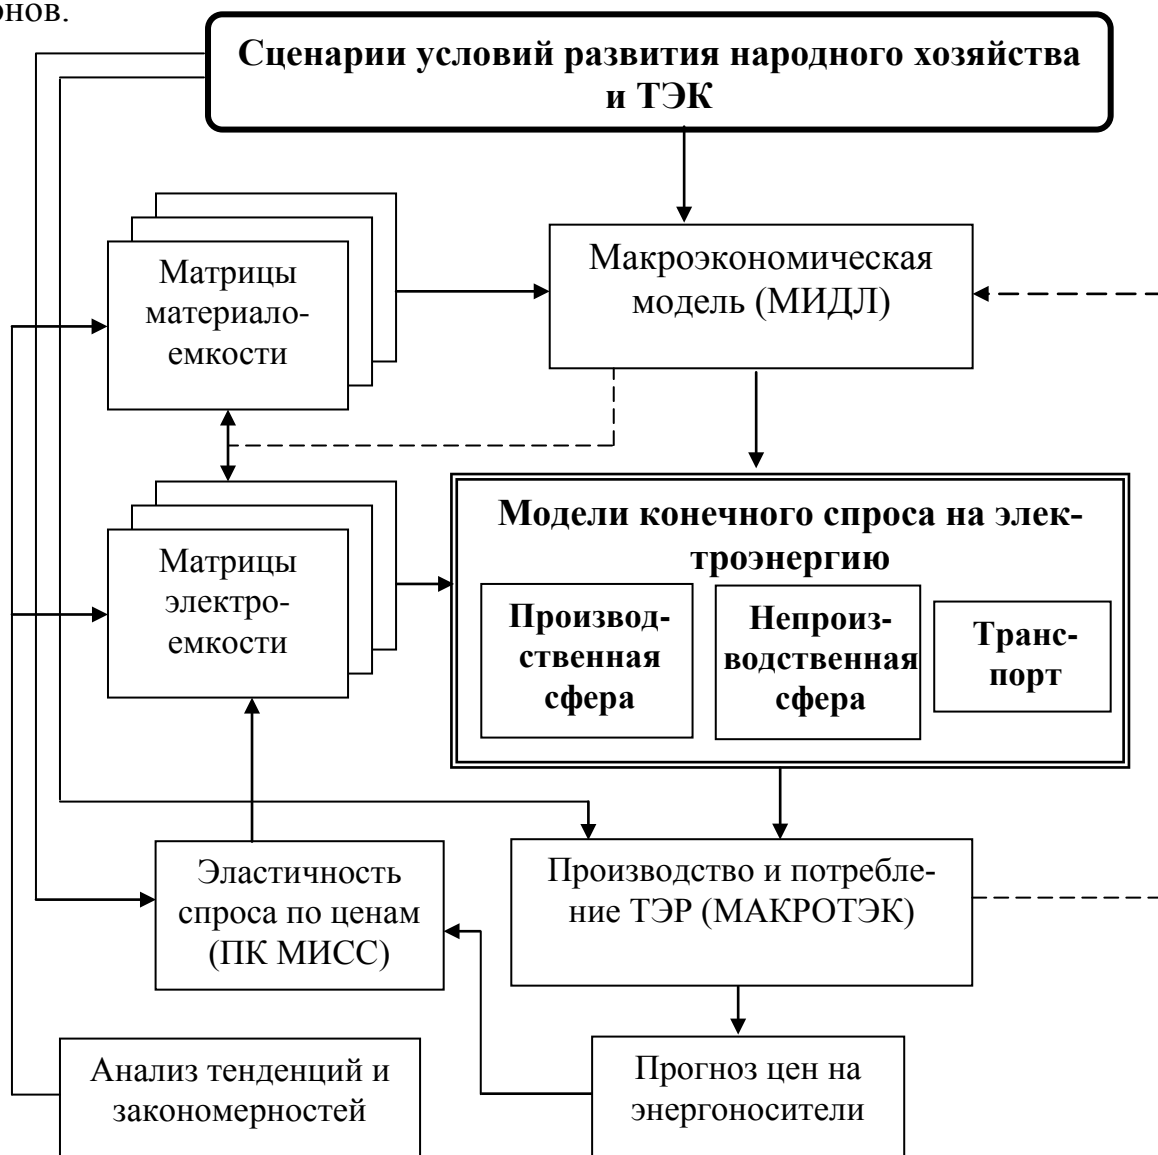 онов.
Сценарии условий развития народного хозяйства
и ТЭК
Матрицы
материало-
емкости
Макроэкономическая
модель (МИДЛ)
Матрицы
электро-
емкости
Модели конечного спроса на элек-
троэнергию
Производ-
ственная
сфера
Непроиз-
водственная
сфера
Транс-
порт
Эластичность
спроса по ценам
(ПК МИСС)
Производство и потребле-
ние ТЭР (МАКРОТЭК)
Анализ тенденций и
закономерностей
Прогноз цен на
энергоносители